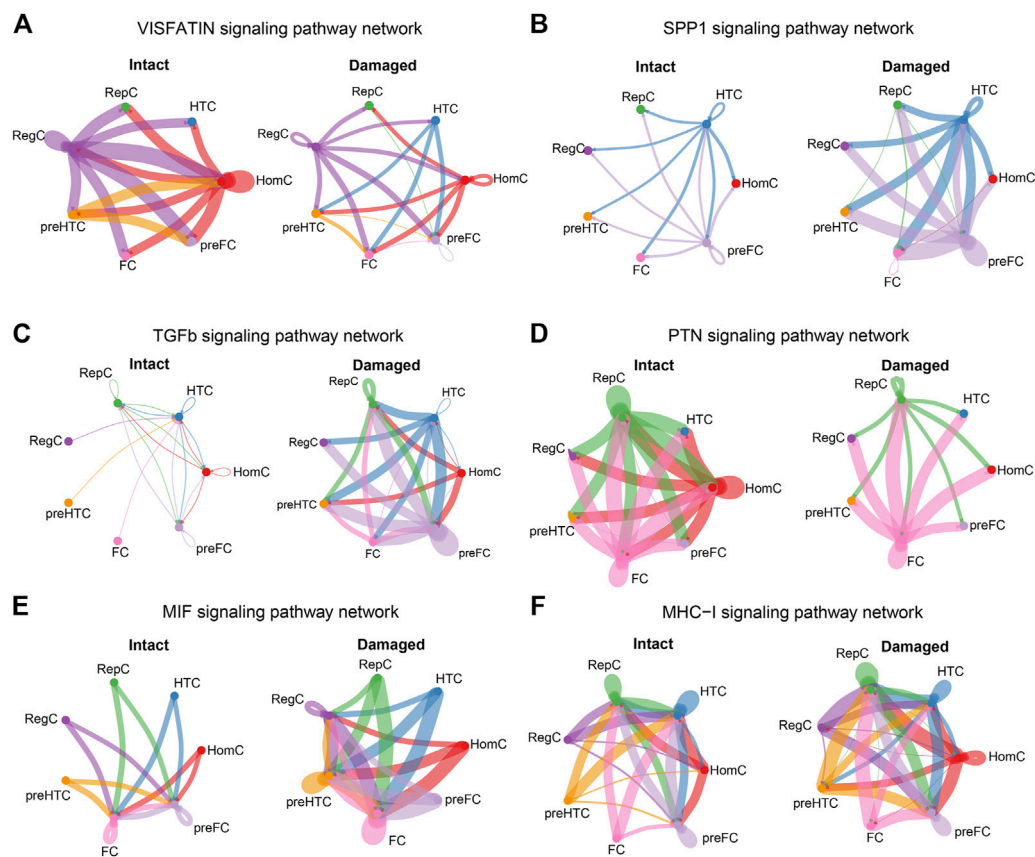 A
VISFATIN signaling pathway network
Intact
Damaged
RepC
HTC
RegC
HomC
preHTC
preFC
FC
RepC
HTC
RegC
HomC
preHTC
preFC
FC
B
SPP1 signaling pathway network
Intact
Damaged
RepC
HTC
RegC
HomC
preHTC
preFC
FC
RepC
HTC
RegC
HomC
preHTC
preFC
FC
C
TGFb signaling pathway network
Intact
Damaged
RepC
HTC
RegC
HomC
preHTC
preFC
FC
RepC
HTC
RegC
HomC
preHTC
preFC
FC
D
PTN signaling pathway network
Intact
Damaged
RepC
HTC
RegC
HomC
preHTC
preFC
FC
RepC
HTC
RegC
HomC
preHTC
preFC
FC
E
MIF signaling pathway network
Intact
Damaged
RepC
HTC
RegC
HomC
preHTC
preFC
FC
RepC
HTC
RegC
HomC
preHTC
preFC
FC
F
MHC−I signaling pathway network
Intact
Damaged
RepC
HTC
RegC
HomC
preHTC
preFC
FC
RepC
HTC
RegC
HomC
preHTC
preFC
FC